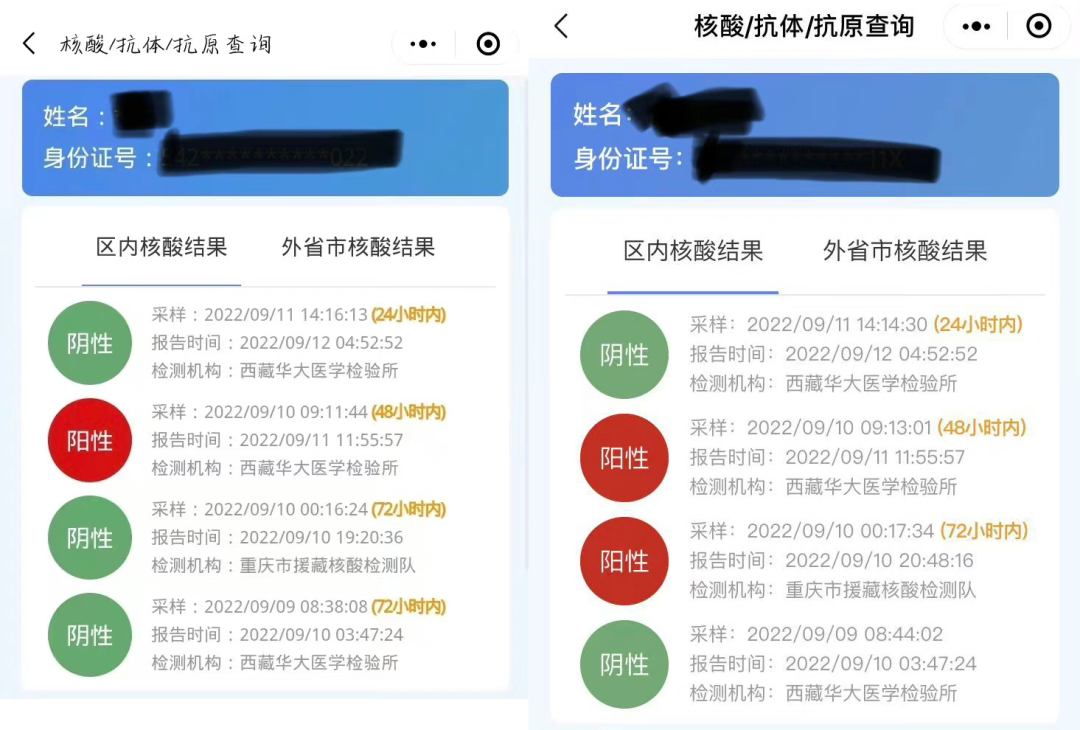 核酸/抗体/抗原查询
姓名：
身份证号：
区内核酸结果 外省市核酸结果
阴性
采样：2022/09/11 14:16:13 (24小时内)
报告时间：2022/09/12 04:52:52
检测机构：西藏华大医学检验所
阳性
采样：2022/09/10 09:11:44 (48小时内)
报告时间：2022/09/11 11:55:57
检测机构：西藏华大医学检验所
阴性
采样：2022/09/10 00:16:24 (72小时内)
报告时间：2022/09/10 19:20:36
检测机构：重庆市援藏核酸检测队
阴性
采样：2022/09/09 08:38:08 (72小时内)
报告时间：2022/09/10 03:47:24
检测机构：西藏华大医学检验所
核酸/抗体/抗原查询
姓名：
身份证号：
区内核酸结果 外省市核酸结果
阴性
采样：2022/09/11 14:14:30 (24小时内)
报告时间：2022/09/12 04:52:52
检测机构：西藏华大医学检验所
阳性
采样：2022/09/10 09:13:01 (48小时内)
报告时间：2022/09/11 11:55:57
检测机构：西藏华大医学检验所
阳性
采样：2022/09/10 00:17:34 (72小时内)
报告时间：2022/09/10 20:48:16
检测机构：重庆市援藏核酸检测队
阴性
采样：2022/09/09 08:44:02
报告时间：2022/09/10 03:47:24
检测机构：西藏华大医学检验所